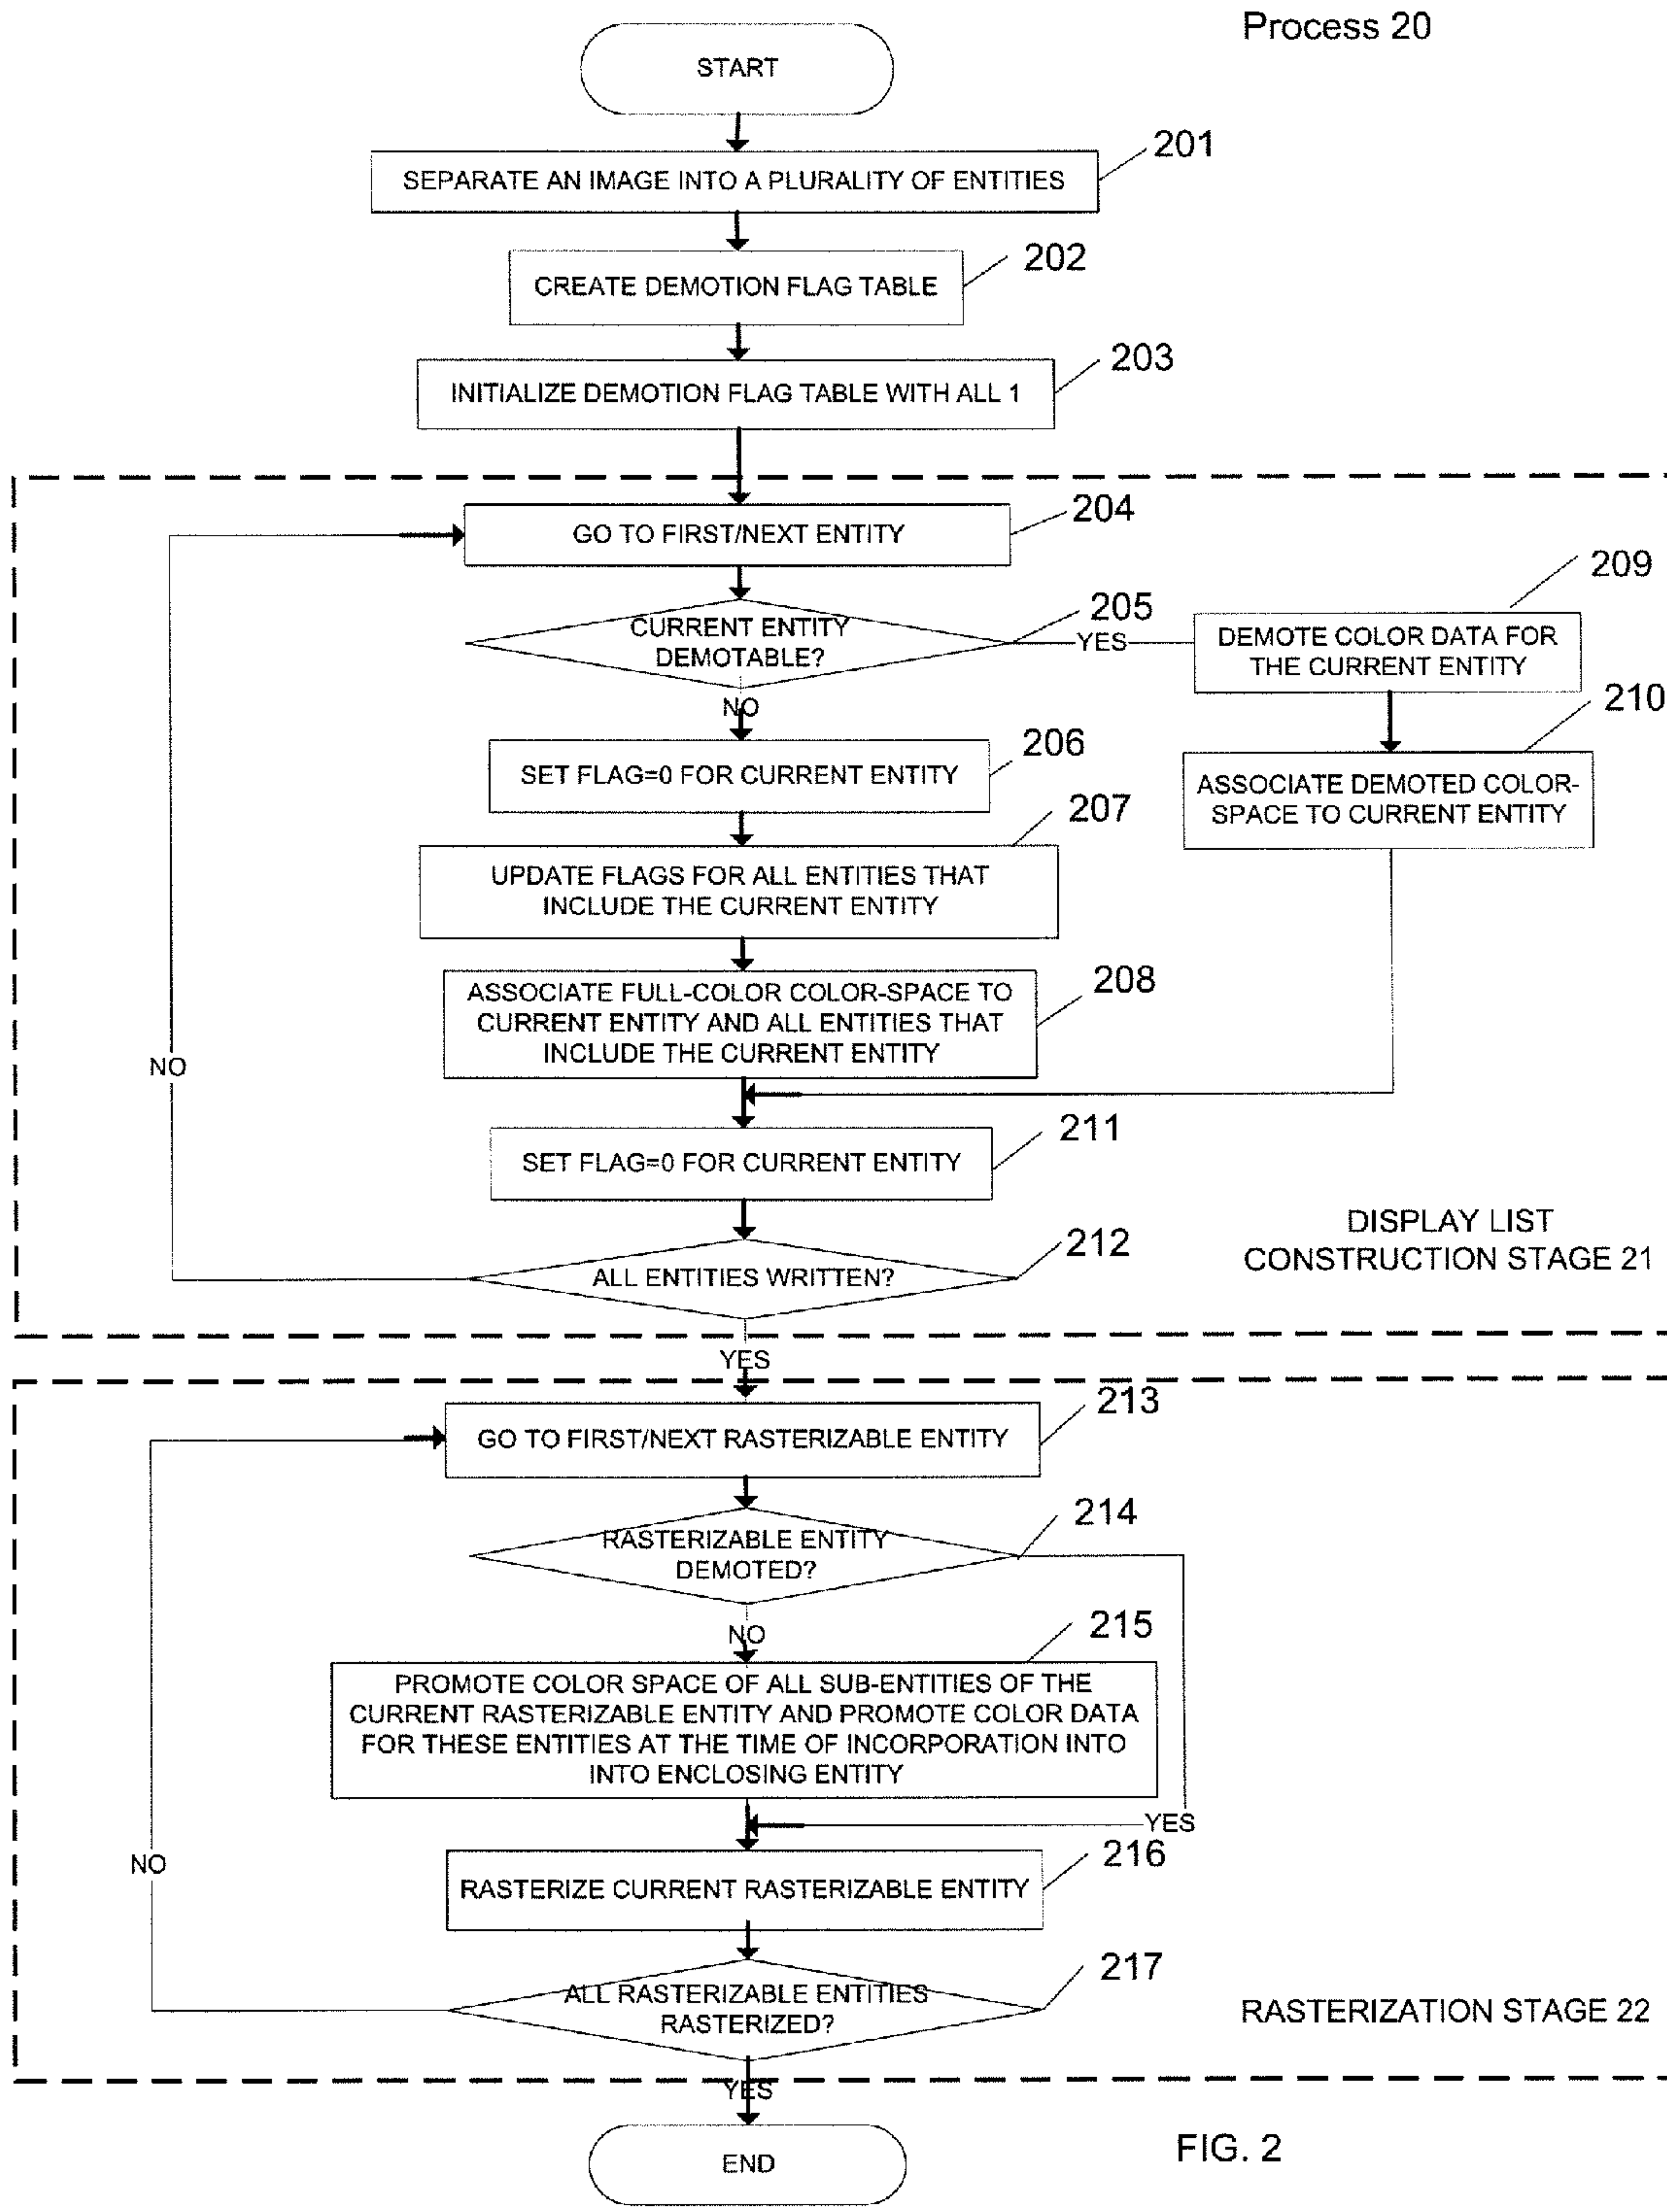 Process 20
START
201
SEPARATE AN IMAGE INTO A PLURALITY OF ENTITIES
202
CREATE DEMOTION FLAG TABLE
203
INITIALIZE DEMOTION FLAG TABLE WITH ALL 1
204
GO TO FIRST/NEXT ENTITY
205
CURRENT ENTITY
DEMOTABLE?
YES
209
DEMOTE COLOR DATA FOR
THE CURRENT ENTITY
210
ASSOCIATE DEMOTED COLOR-
SPACE TO CURRENT ENTITY
NO
206
SET FLAG=0 FOR CURRENT ENTITY
207
UPDATE FLAGS FOR ALL ENTITIES THAT
INCLUDE THE CURRENT ENTITY
208
ASSOCIATE FULL-COLOR COLOR-SPACE TO
CURRENT ENTITY AND ALL ENTITIES THAT
INCLUDE THE CURRENT ENTITY
NO
211
SET FLAG=0 FOR CURRENT ENTITY
212
ALL ENTITIES WRITTEN?
DISPLAY LIST
CONSTRUCTION STAGE 21
YES
213
GO TO FIRST/NEXT RASTERIZABLE ENTITY
214
RASTERIZABLE ENTITY
DEMOTED?
NO
215
PROMOTE COLOR SPACE OF ALL SUB-ENTITIES OF THE
CURRENT RASTERIZABLE ENTITY AND PROMOTE COLOR DATA
FOR THESE ENTITIES AT THE TIME OF INCORPORATION INTO
INTO ENCLOSING ENTITY
YES
NO
216
RASTERIZE CURRENT RASTERIZABLE ENTITY
217
ALL RASTERIZABLE ENTITIES
RASTERIZED?
RASTERIZATION STAGE 22
YES
END
FIG. 2